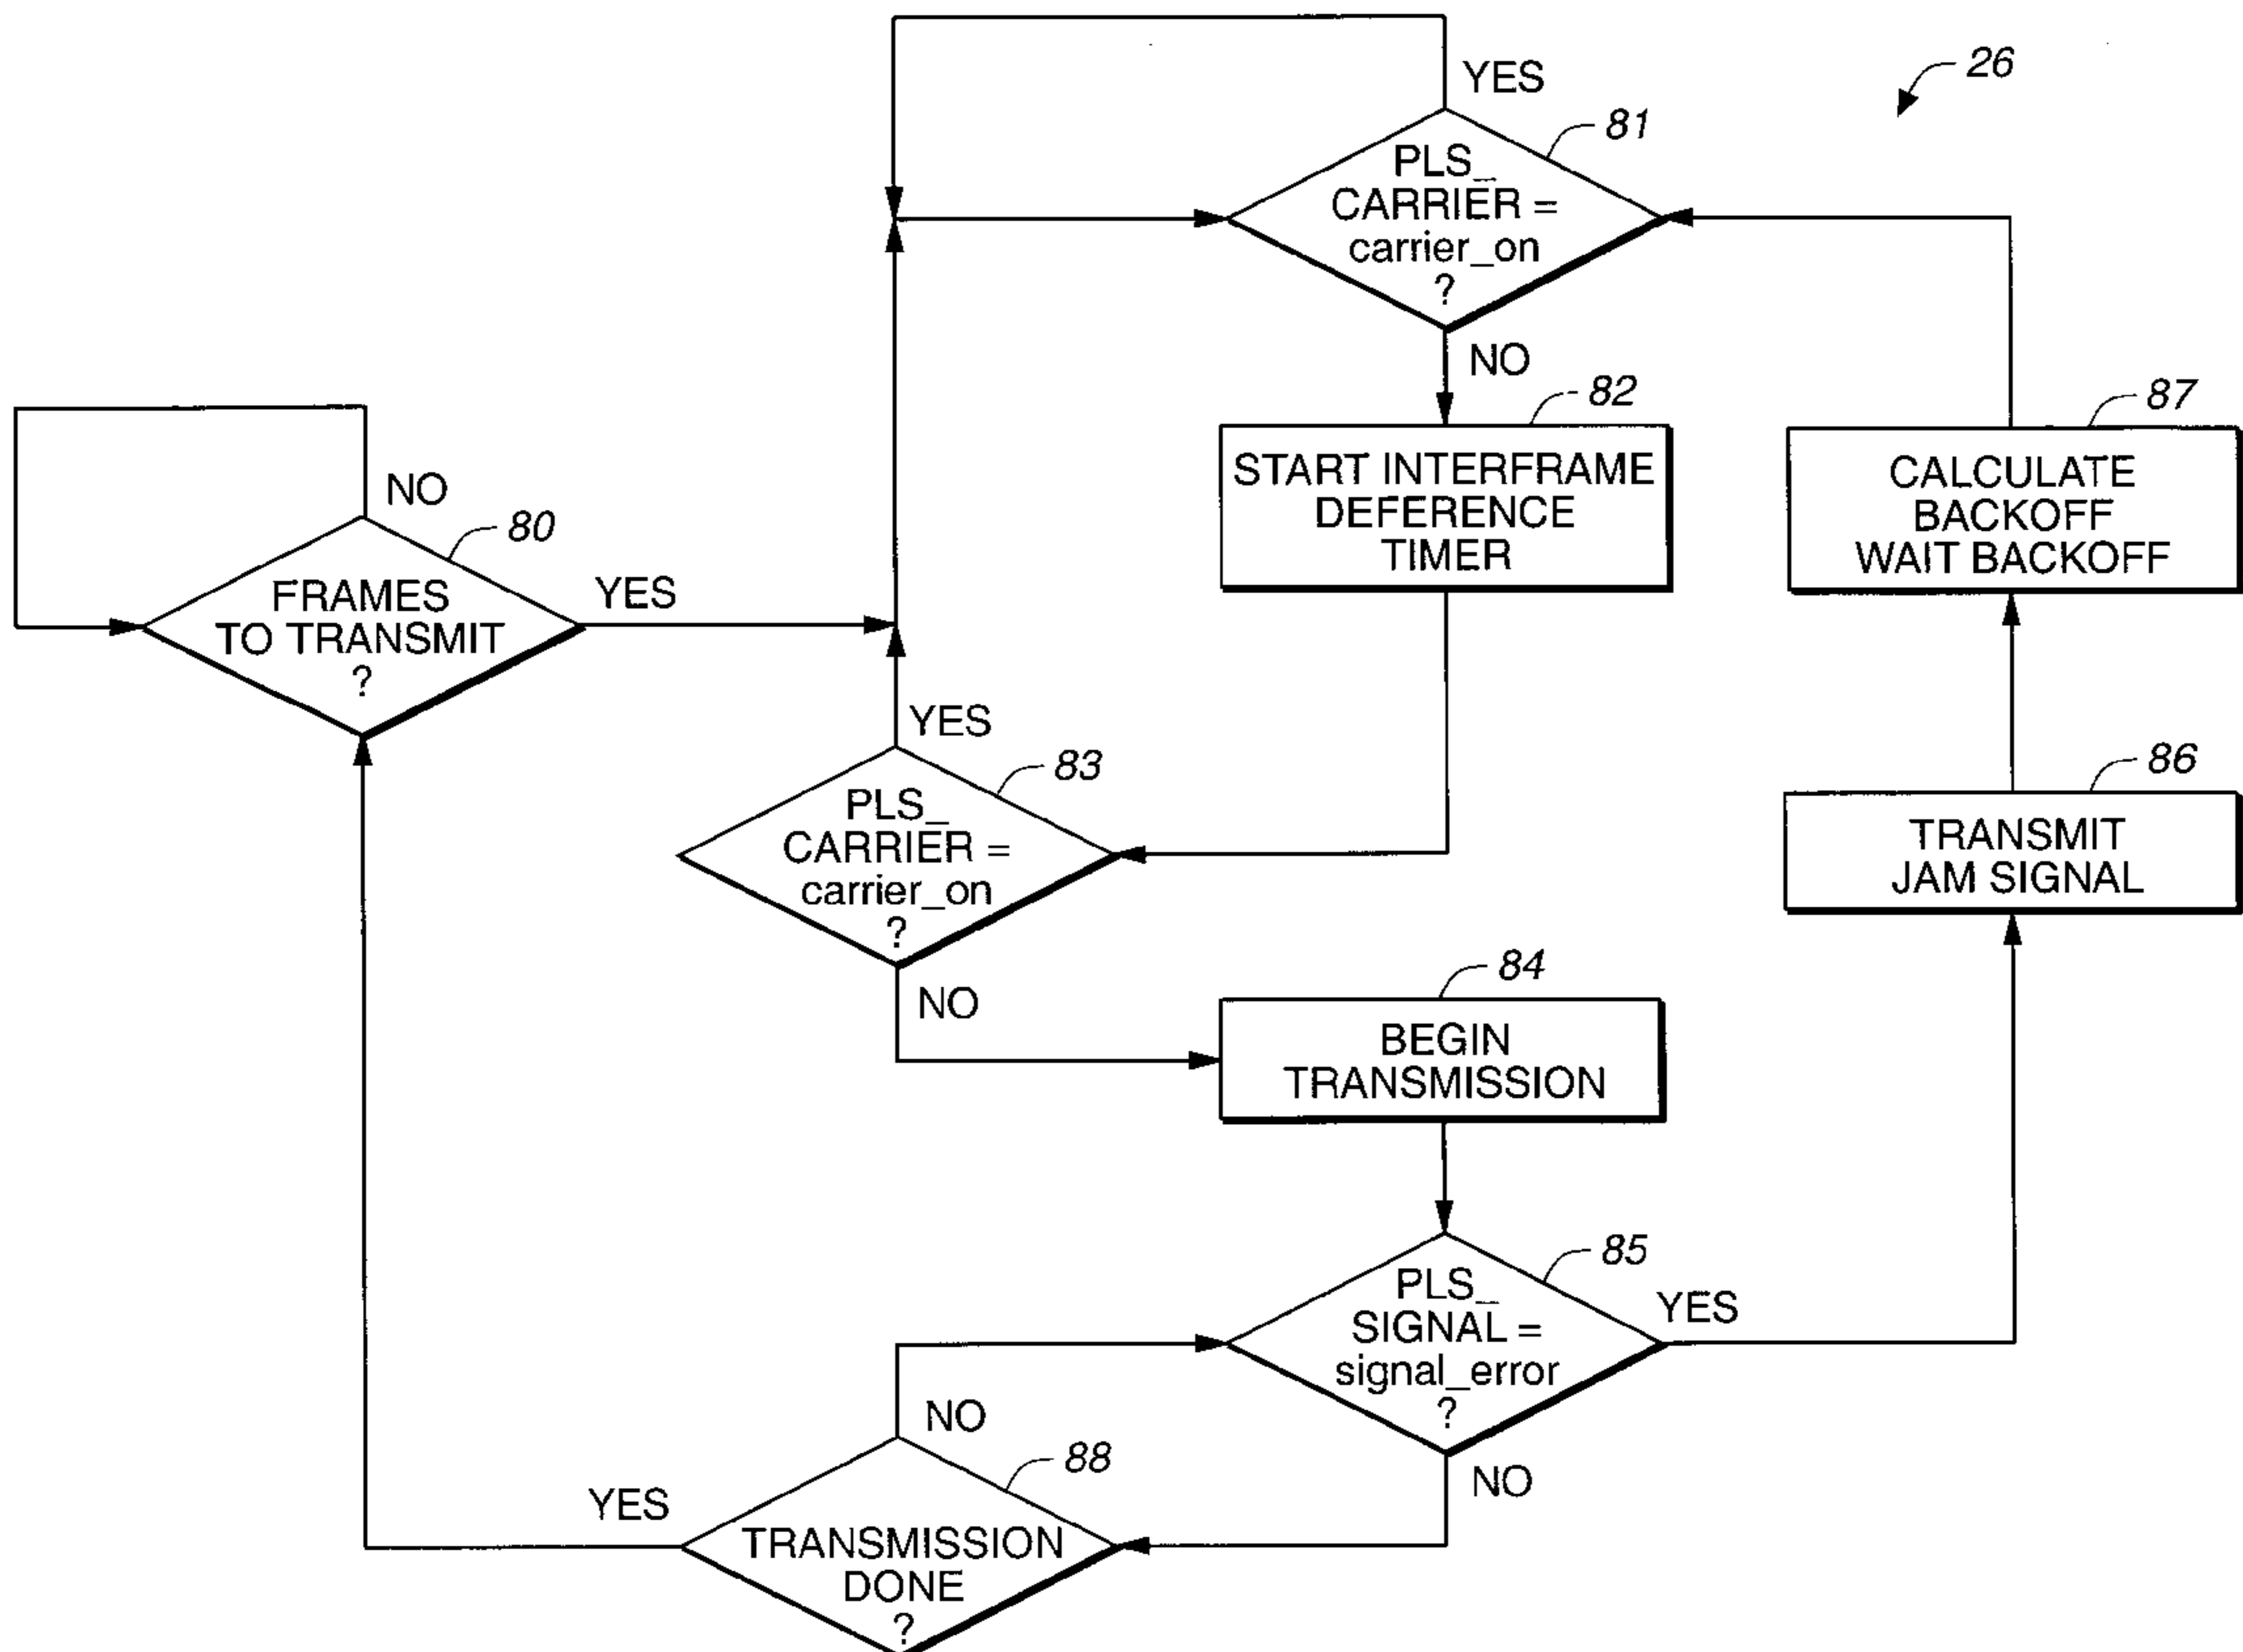 YES
26
81
PLS_
CARRIER =
carrier_on
?
NO
82
START INTERFRAME
DEFERENCE
TIMER
87
CALCULATE
BACKOFF
WAIT BACKOFF
NO
80
FRAMES
TO TRANSMIT
?
YES
YES
83
PLS_
CARRIER =
carrier_on
?
NO
86
TRANSMIT
JAM SIGNAL
84
BEGIN
TRANSMISSION
85
PLS_
SIGNAL =
signal_error
?
YES
NO
NO
88
YES
TRANSMISSION
DONE
?